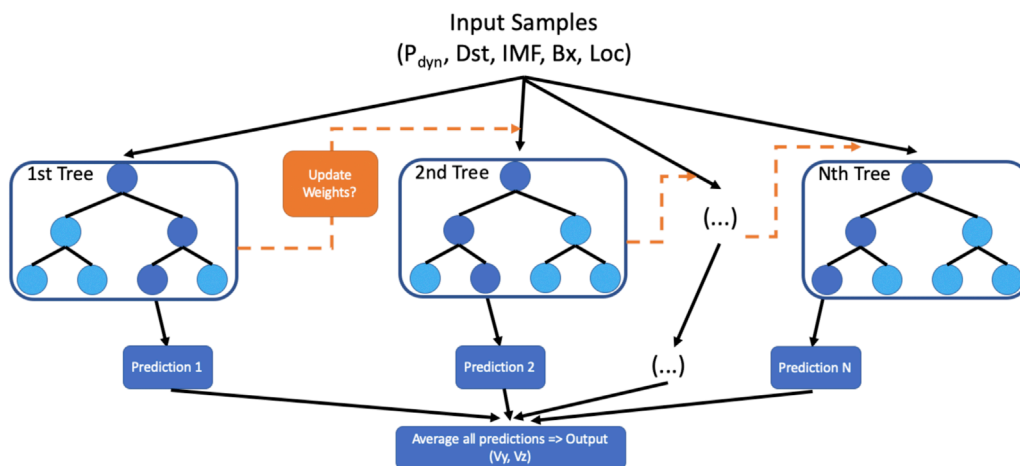 Input Samples
(Pdyn, Dst, IMF, Bx, Loc)
1st Tree
Update
Weights?
2nd Tree
(...)
Nth Tree
Prediction 1
Prediction 2
(...)
Prediction N
Average all predictions => Output
(Vy, Vz)